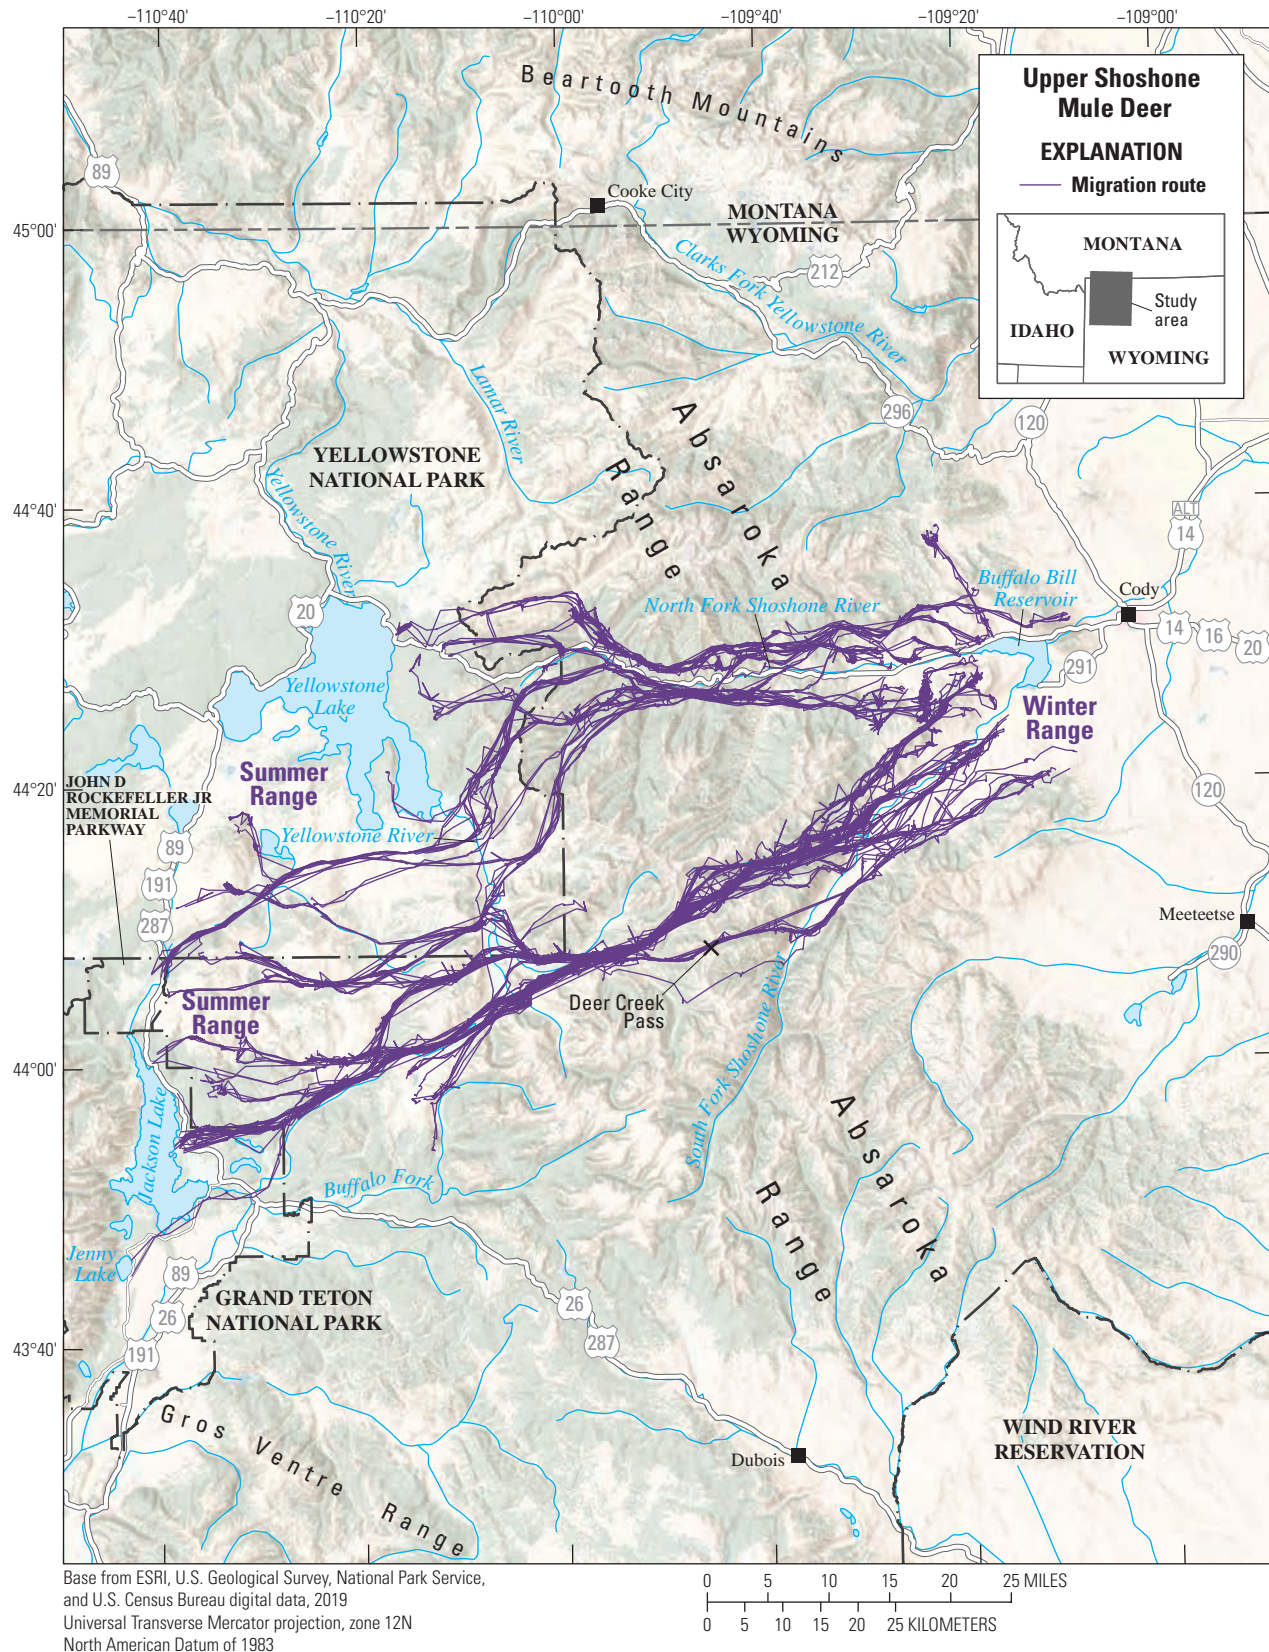 -110°40'
-110°20'
-110°00'
-109°40'
-109°20'
-109°00'
Upper Shoshone
Mule Deer
EXPLANATION
Migration route
MONTANA
Study
area
IDAHO
WYOMING
Beartooth Mountains
89
Cooke City
MONTANA
WYOMING
45°00'
212
Clarks Fork Yellowstone River
Lamar River
296
120
Absaroka
Range
YELLOWSTONE
NATIONAL PARK
Yellowstone River
44°40'
ALT
14
Buffalo Bill
Reservoir
Cody
North Fork Shoshone River
20
14
16
20
291
Yellowstone
Lake
Winter
Range
Summer
Range
44°20'
JOHN D
ROCKEFELLER JR
MEMORIAL
PARKWAY
120
Yellowstone River
89
191
287
Meeteetse
290
Deer Creek
Pass
Summer
Range
44°00'
South Fork Shoshone River
Absaroka
Range
Jackson Lake
Buffalo Fork
Jenny
Lake
89
26
191
GRAND TETON
NATIONAL PARK
26
287
43°40'
Gros Ventre Range
WIND RIVER
RESERVATION
Dubois
Base from ESRI, U.S. Geological Survey, National Park Service,
and U.S. Census Bureau digital data, 2019
Universal Transverse Mercator projection, zone 12N
North American Datum of 1983
0 5 10 15 20 25 MILES
0 5 10 15 20 25 KILOMETERS